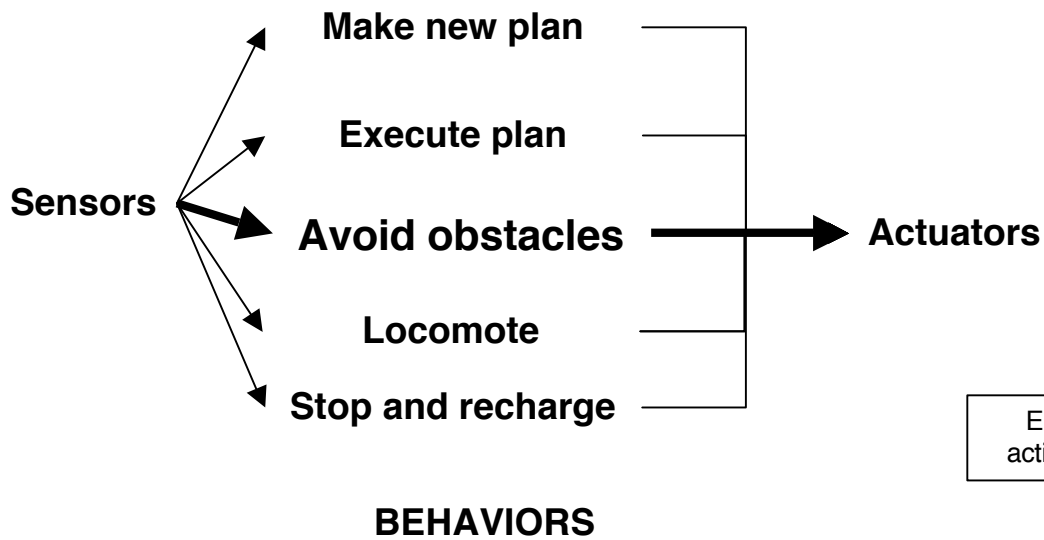 Make new plan
Execute plan
Sensors
Avoid obstacles
Actuators
Locomote
Stop and recharge
BEHAVIORS